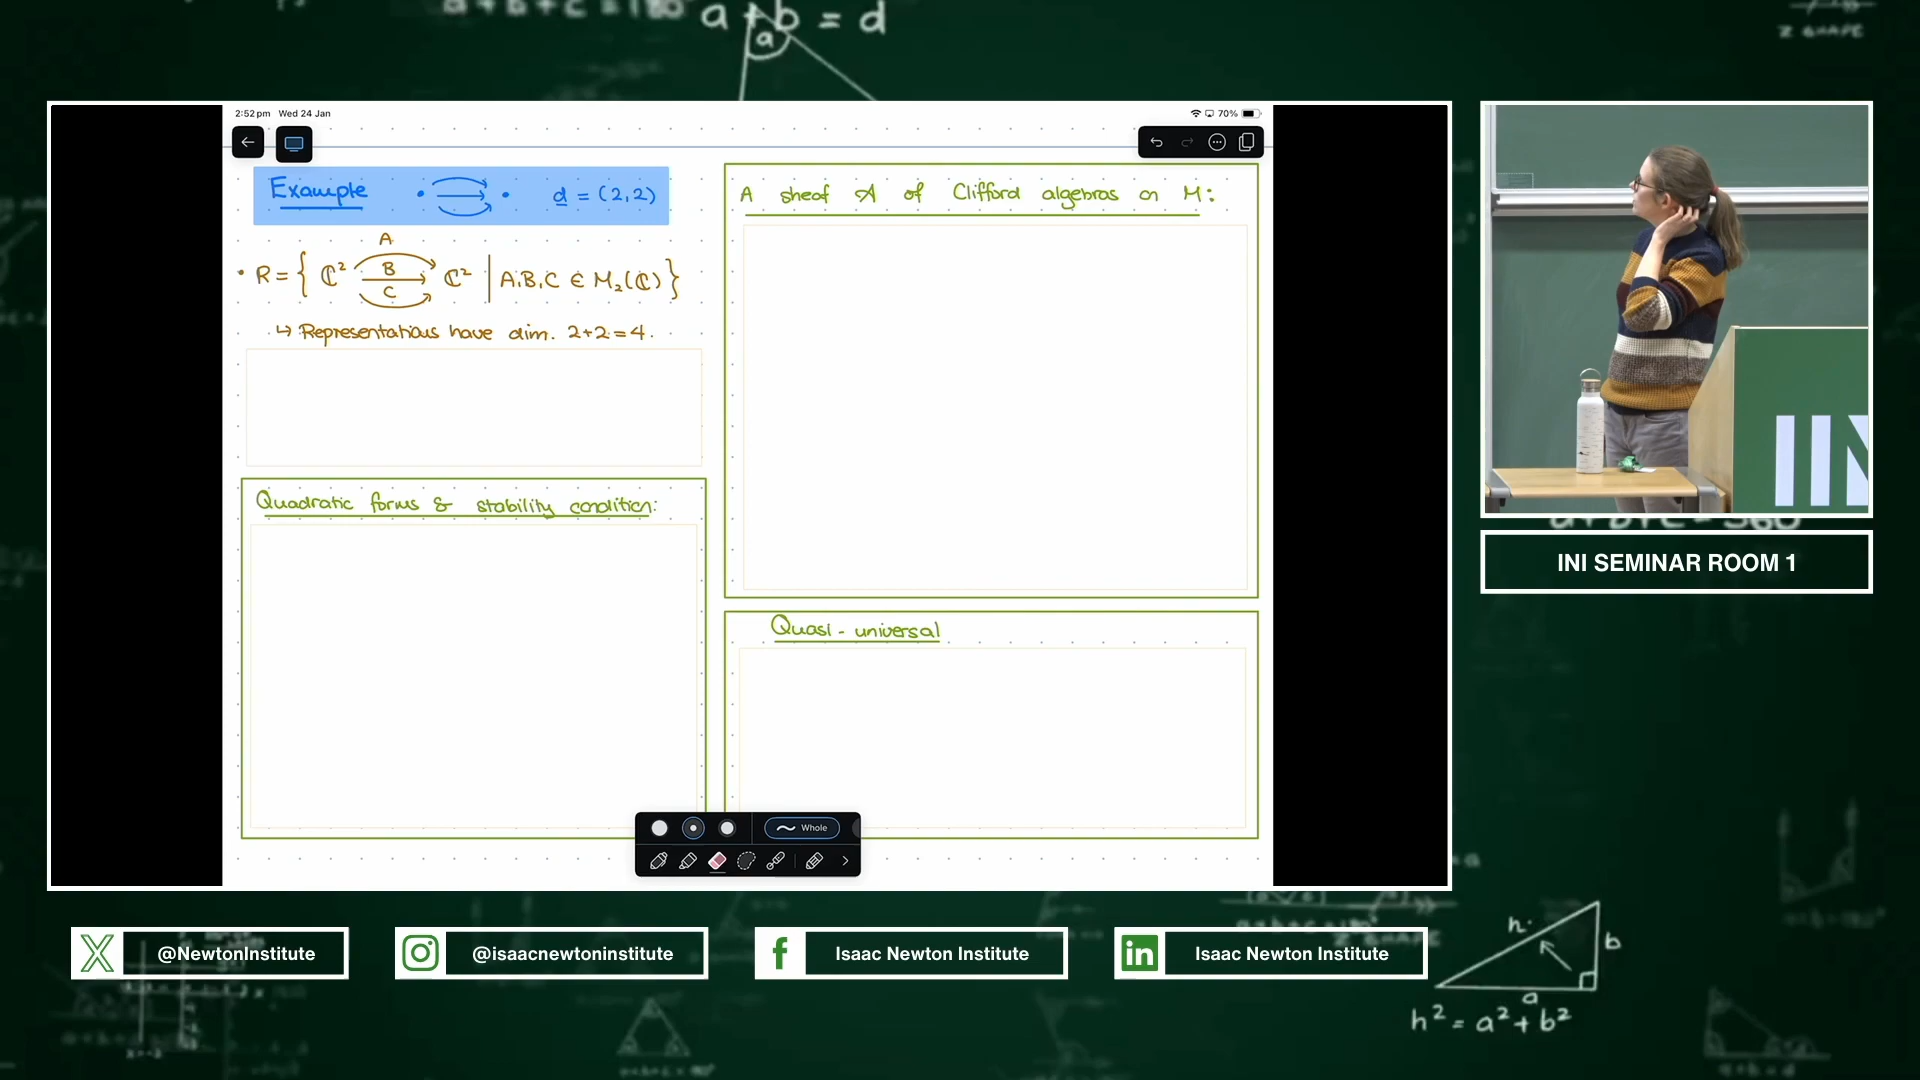 a+b+c=180°
a+b = d
a
Z SHAPE
2:52 pm Wed 24 Jan
70%
Example
d = (2,2)
• R = { ℂ² A B C ℂ² | A,B,C ∈ M₂(ℂ) }
↳ Representations have dim. 2+2=4.
Quadratic forms & stability condition:
A sheaf 𝒜 of Clifford algebras on M:
Quasi-universal
Whole
INI SEMINAR ROOM 1
@NewtonInstitute
@isaacnewtoninstitute
Isaac Newton Institute
Isaac Newton Institute
h
b
a
h² = a² + b²